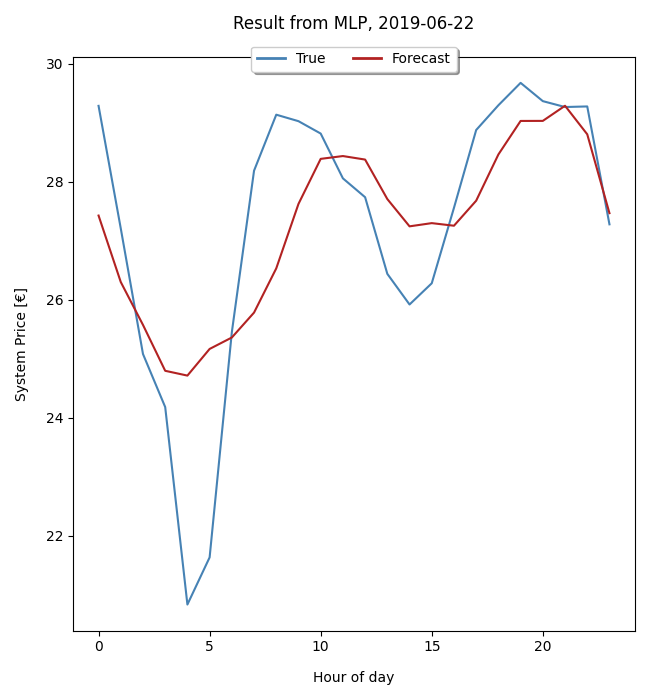 Result from MLP, 2019-06-22
True Forecast
30
28
26
24
22
System Price [€]
0 5 10 15 20
Hour of day